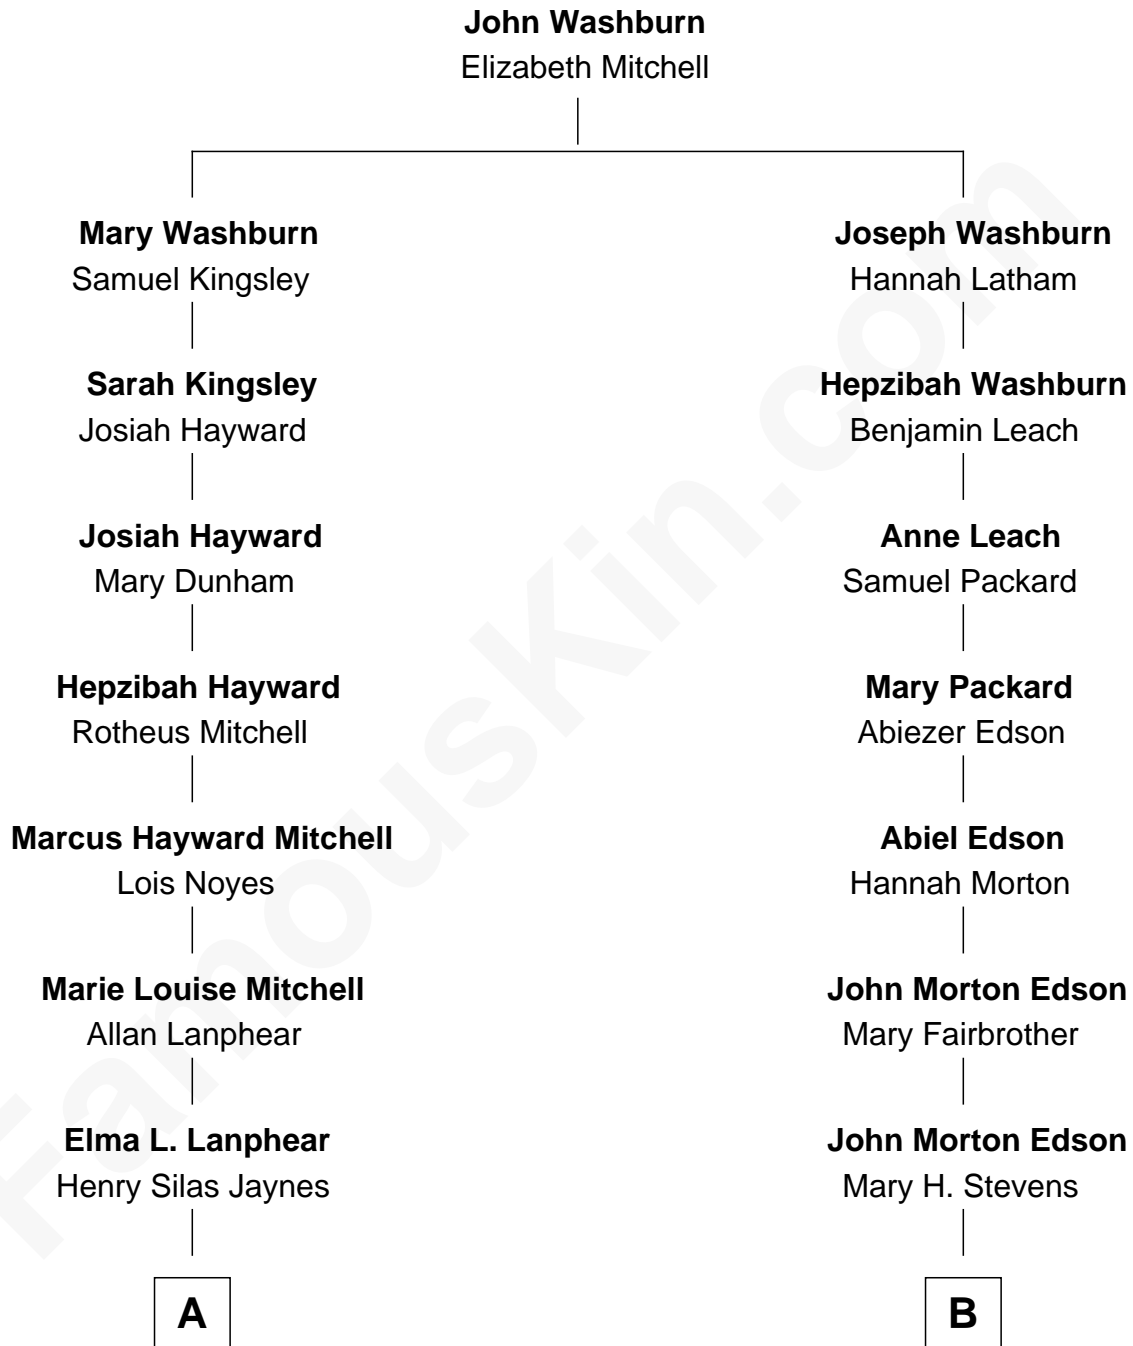 John Washburn
Elizabeth Mitchell
Mary Washburn
Samuel Kingsley
Joseph Washburn
Hannah Latham
Sarah Kingsley
Josiah Hayward
Hepzibah Washburn
Benjamin Leach
Josiah Hayward
Mary Dunham
Anne Leach
Samuel Packard
Hepzibah Hayward
Rotheus Mitchell
Mary Packard
Abiezer Edson
Marcus Hayward Mitchell
Lois Noyes
Abiel Edson
Hannah Morton
Marie Louise Mitchell
Allan Lanphear
John Morton Edson
Mary Fairbrother
Elma L. Lanphear
Henry Silas Jaynes
John Morton Edson
Mary H. Stevens
A
B
FamousKin.com